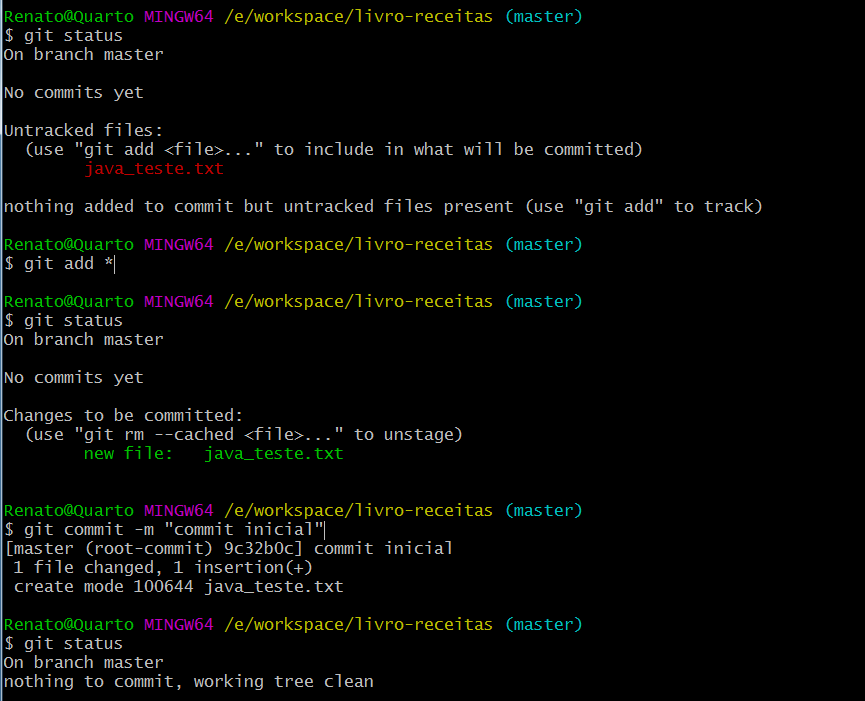 Renato@Quarto MINGW64 /e/workspace/livro-receitas (master)
$ git status
On branch master
No commits yet
Untracked files:
  (use "git add <file>..." to include in what will be committed)
        java_teste.txt
nothing added to commit but untracked files present (use "git add" to track)
Renato@Quarto MINGW64 /e/workspace/livro-receitas (master)
$ git add *
Renato@Quarto MINGW64 /e/workspace/livro-receitas (master)
$ git status
On branch master
No commits yet
Changes to be committed:
  (use "git rm --cached <file>..." to unstage)
        new file:   java_teste.txt
Renato@Quarto MINGW64 /e/workspace/livro-receitas (master)
$ git commit -m "commit inicial"
[master (root-commit) 9c32b0c] commit inicial
 1 file changed, 1 insertion(+)
 create mode 100644 java_teste.txt
Renato@Quarto MINGW64 /e/workspace/livro-receitas (master)
$ git status
On branch master
nothing to commit, working tree clean